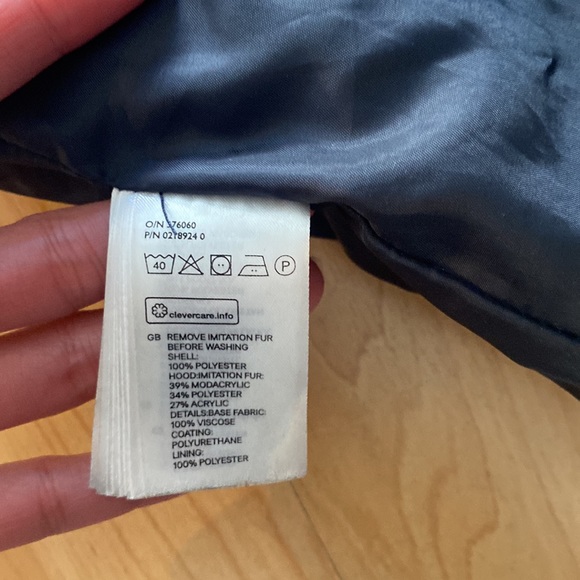 O/N 376060
P/N 0218924 0
40 P
clevercare.info
GB REMOVE IMITATION FUR
BEFORE WASHING
SHELL:
100% POLYESTER
HOOD:IMITATION FUR:
39% MODACRYLIC
34% POLYESTER
27% ACRYLIC
DETAILS:BASE FABRIC:
100% VISCOSE
COATING:
POLYURETHANE
LINING:
100% POLYESTER